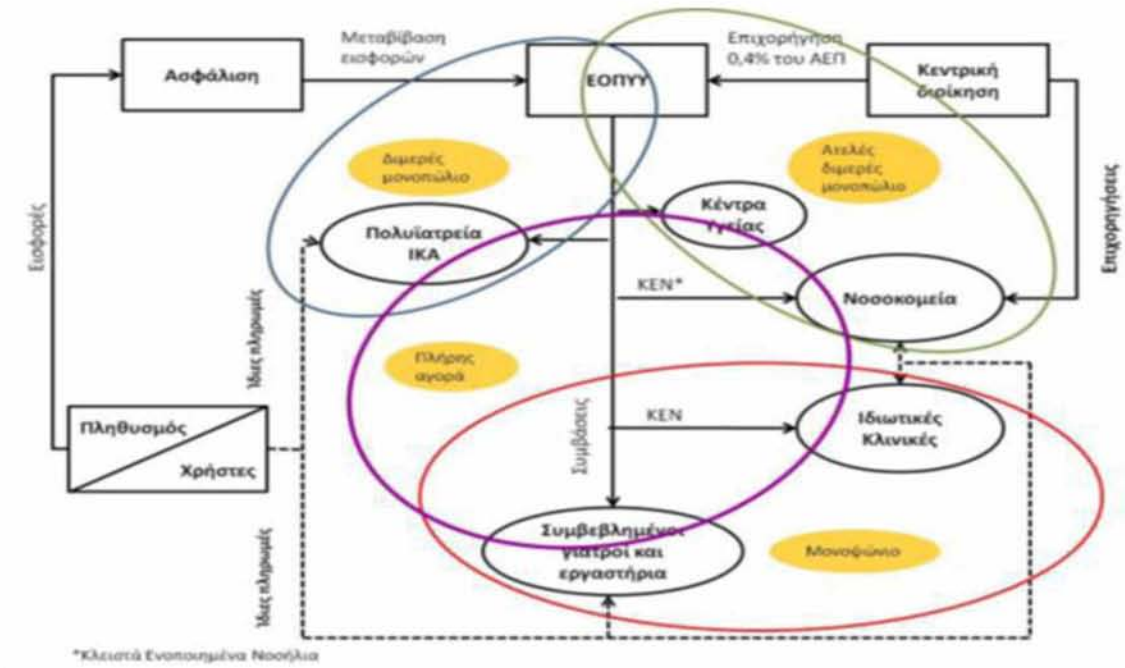 Μεταβίβαση
εισφορών
Επιχορήγηση
0,4% του ΑΕΠ
Ασφάλιση
ΕΟΠΥΥ
Κεντρική
διοίκηση
Διμερές
μονοπώλιο
Ατελές
διμερές
μονοπώλιο
Εισφορές
Επιχορηγήσεις
Κέντρα
Υγείας
Πολυϊατρεία
ΙΚΑ
ΚΕΝ*
Νοσοκομεία
Ίδιες πληρωμές
Πλήρης
αγορά
Συμβάσεις
ΚΕΝ
Ιδιωτικές
Κλινικές
Πληθυσμός
Χρήστες
Συμβεβλημένοι
γιατροί και
εργαστήρια
Μονοψώνιο
Ίδιες πληρωμές
*Κλειστά Ενοποιημένα Νοσήλια